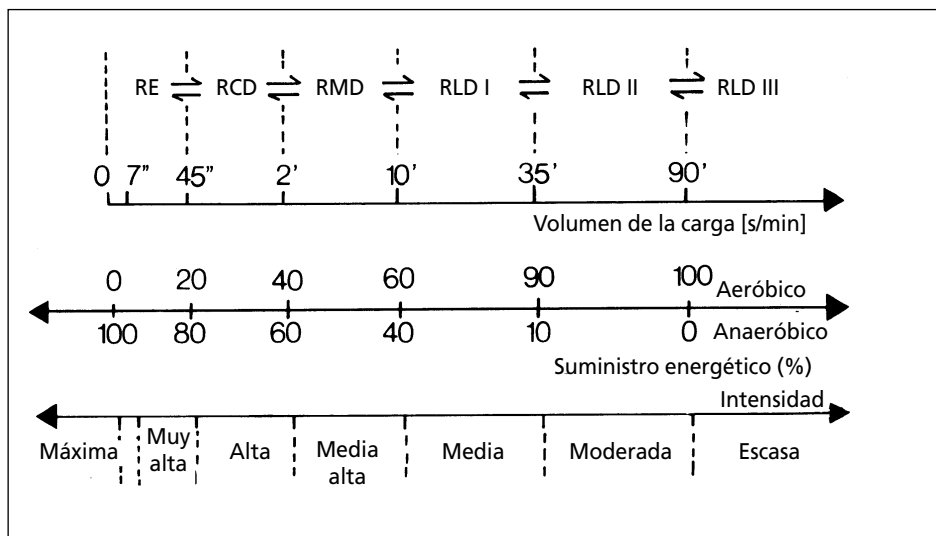 RE RCD RMD RLD I RLD II RLD III
0 7” 45” 2’ 10’ 35’ 90’
Volumen de la carga [s/min]
0 20 40 60 90 100 Aeróbico
100 80 60 40 10 0 Anaeróbico
Suministro energético (%)
Intensidad
Máxima Muy alta Alta Media alta Media Moderada Escasa